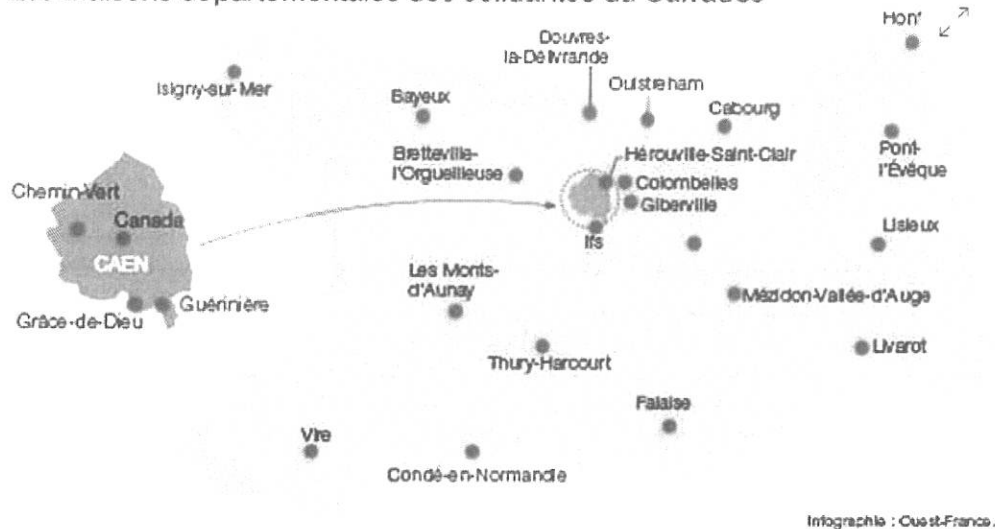 Honf
Douvres-
la-Délivrande
Isigny-sur-Mer
Ouistreham
Bayeux
Cabourg
Bretteville-
l'Orgueilleuse
Hérouville-Saint-Clair
Pont-
l'Évêque
Colombelles
Giberville
Chemin-Vert
Canada
Ifs
Lisieux
CAEN
Les Monts-
d'Aunay
Mézidon-Vallée-d'Auge
Grâce-de-Dieu
Guérinière
Livarot
Thury-Harcourt
Falaise
Vire
Condé-en-Normandie
Infographie : Ouest-France.